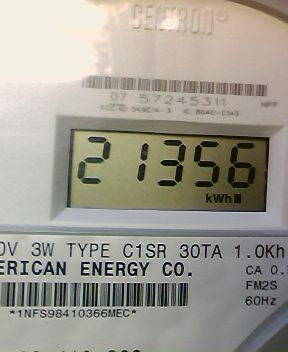 CENTRON®
07 57245311
21356
kWh
0V 3W TYPE C1SR 30TA 1.0Kh
ERICAN ENERGY CO.
CA 0.
FM2S
60Hz
*1NFS98410366MEC*